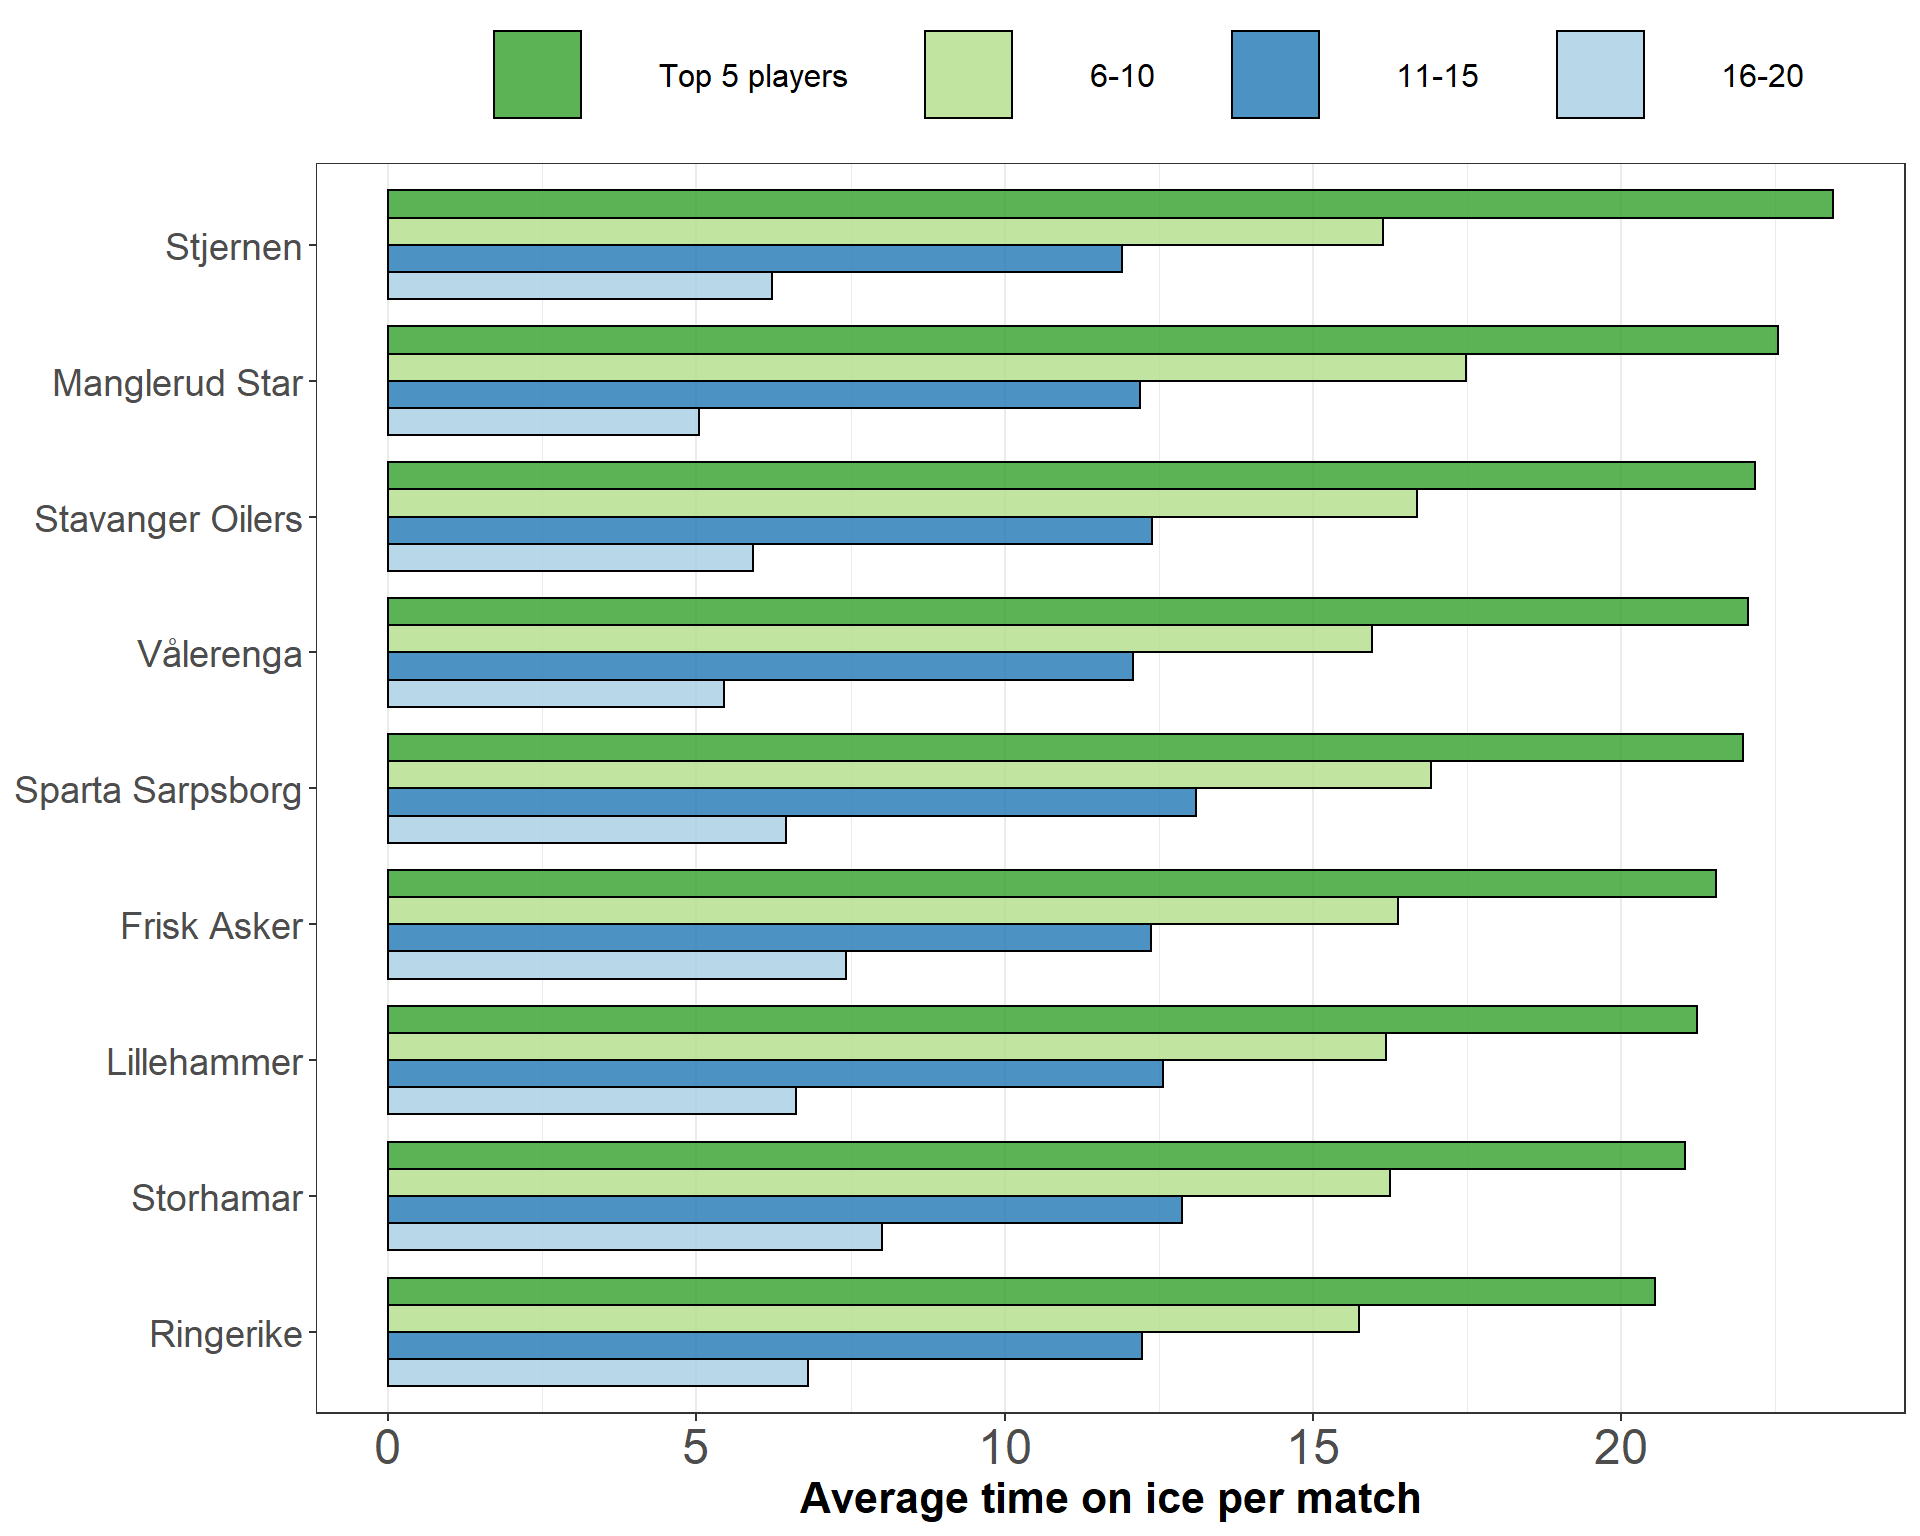 Top 5 players 6-10 11-15 16-20
Stjernen
Manglerud Star
Stavanger Oilers
Vålerenga
Sparta Sarpsborg
Frisk Asker
Lillehammer
Storhamar
Ringerike
0 5 10 15 20
Average time on ice per match